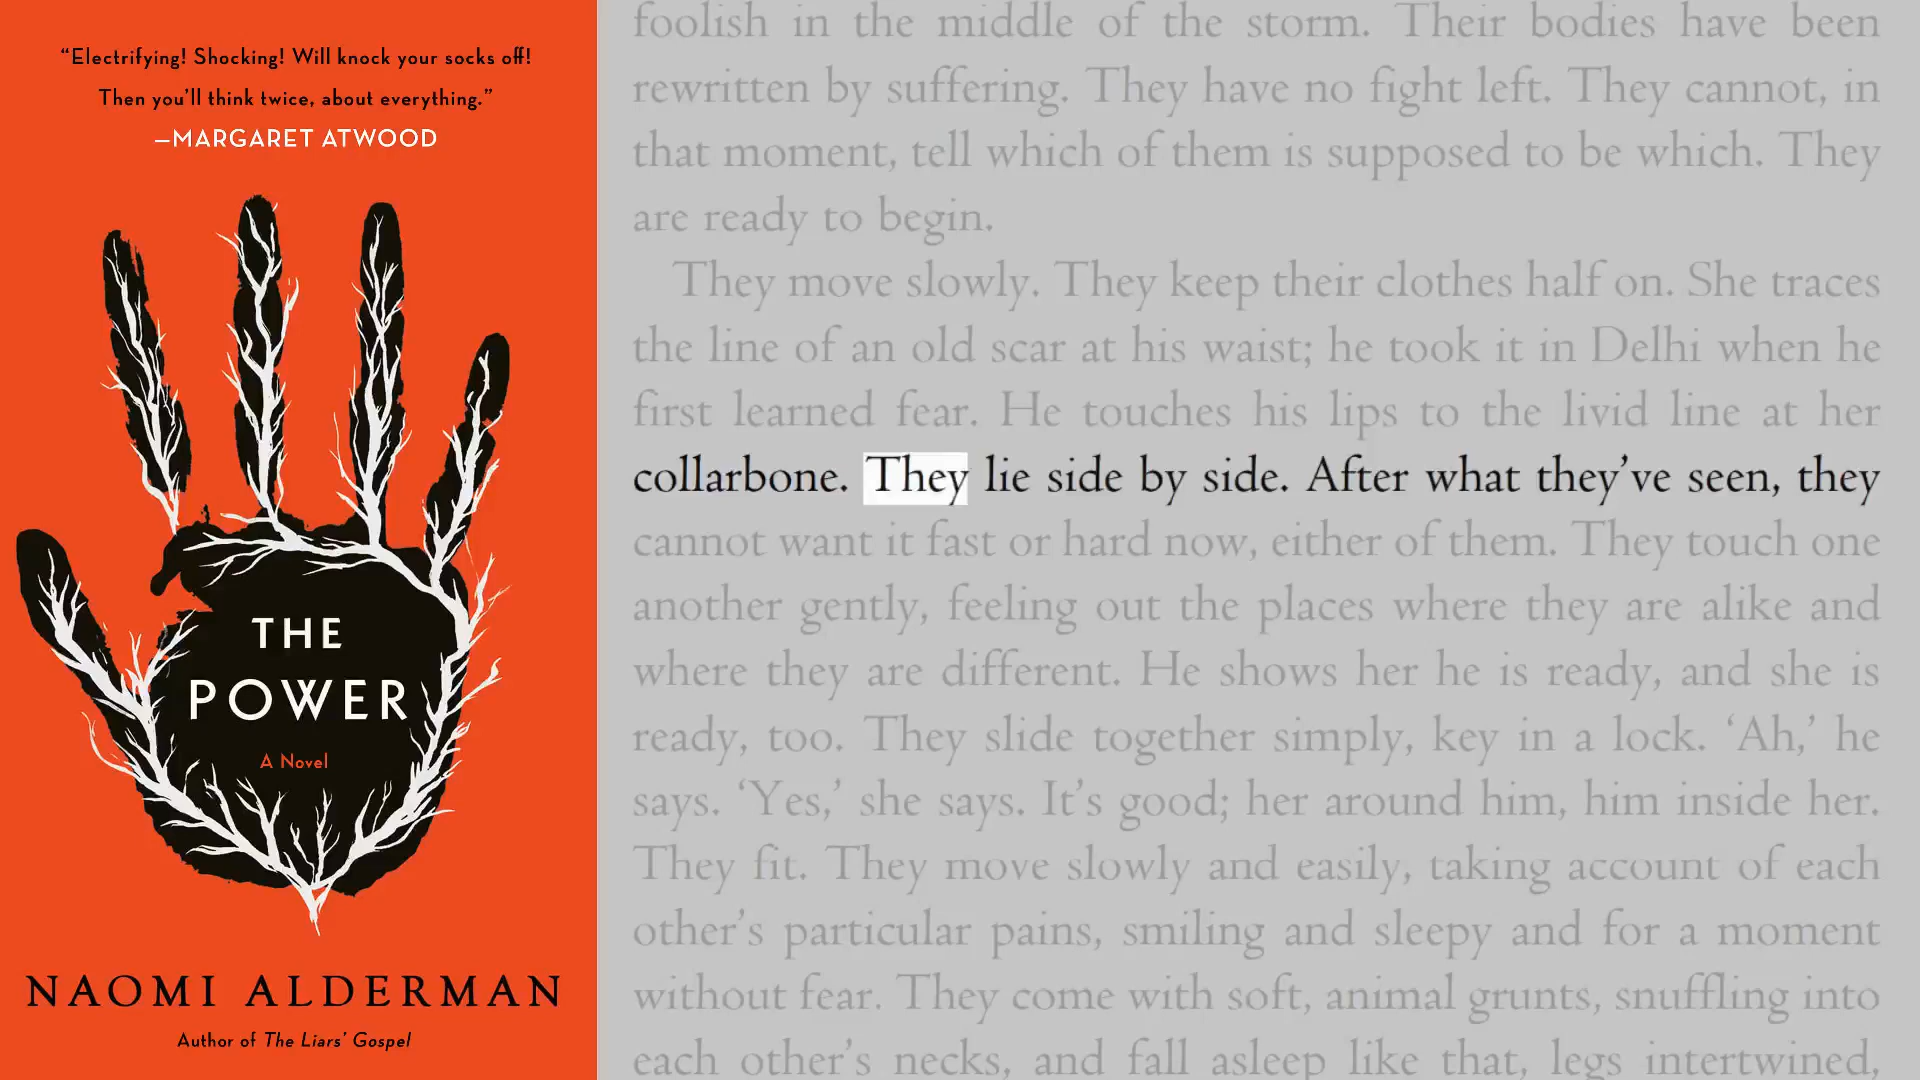 “Electrifying! Shocking! Will knock your socks off!
Then you’ll think twice, about everything.”
—MARGARET ATWOOD
THE
POWER
A Novel
NAOMI ALDERMAN
Author of The Liars’ Gospel
foolish in the middle of the storm. Their bodies have been
rewritten by suffering. They have no fight left. They cannot, in
that moment, tell which of them is supposed to be which. They
are ready to begin.
They move slowly. They keep their clothes half on. She traces
the line of an old scar at his waist; he took it in Delhi when he
first learned fear. He touches his lips to the livid line at her
collarbone. They lie side by side. After what they’ve seen, they
cannot want it fast or hard now, either of them. They touch one
another gently, feeling out the places where they are alike and
where they are different. He shows her he is ready, and she is
ready, too. They slide together simply, key in a lock. ‘Ah,’ he
says. ‘Yes,’ she says. It’s good; her around him, him inside her.
They fit. They move slowly and easily, taking account of each
other’s particular pains, smiling and sleepy and for a moment
without fear. They come with soft, animal grunts, snuffling into
each other’s necks, and fall asleep like that, legs intertwined,